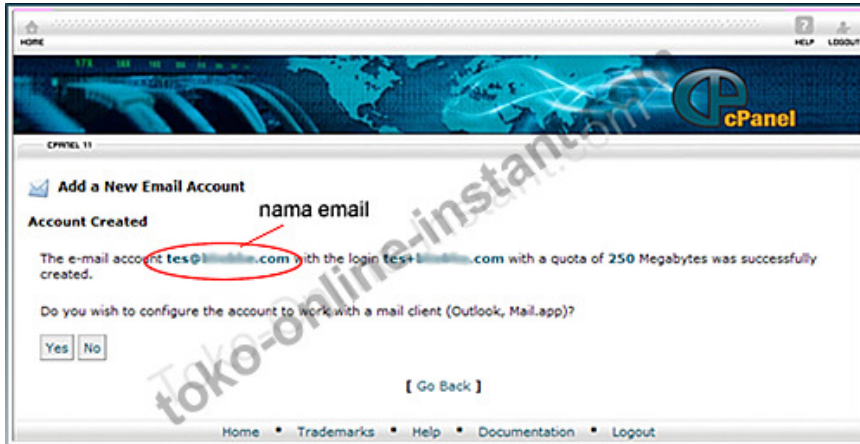 HOME
HELP LOGOUT
cPanel
CPANEL 11
Add a New Email Account
nama email
Account Created
The e-mail account tes@ .com with the login tes+ .com with a quota of 250 Megabytes was successfully
created.
Do you wish to configure the account to work with a mail client (Outlook, Mail.app)?
Yes No
[ Go Back ]
Home • Trademarks • Help • Documentation • Logout
toko-online-instant.com